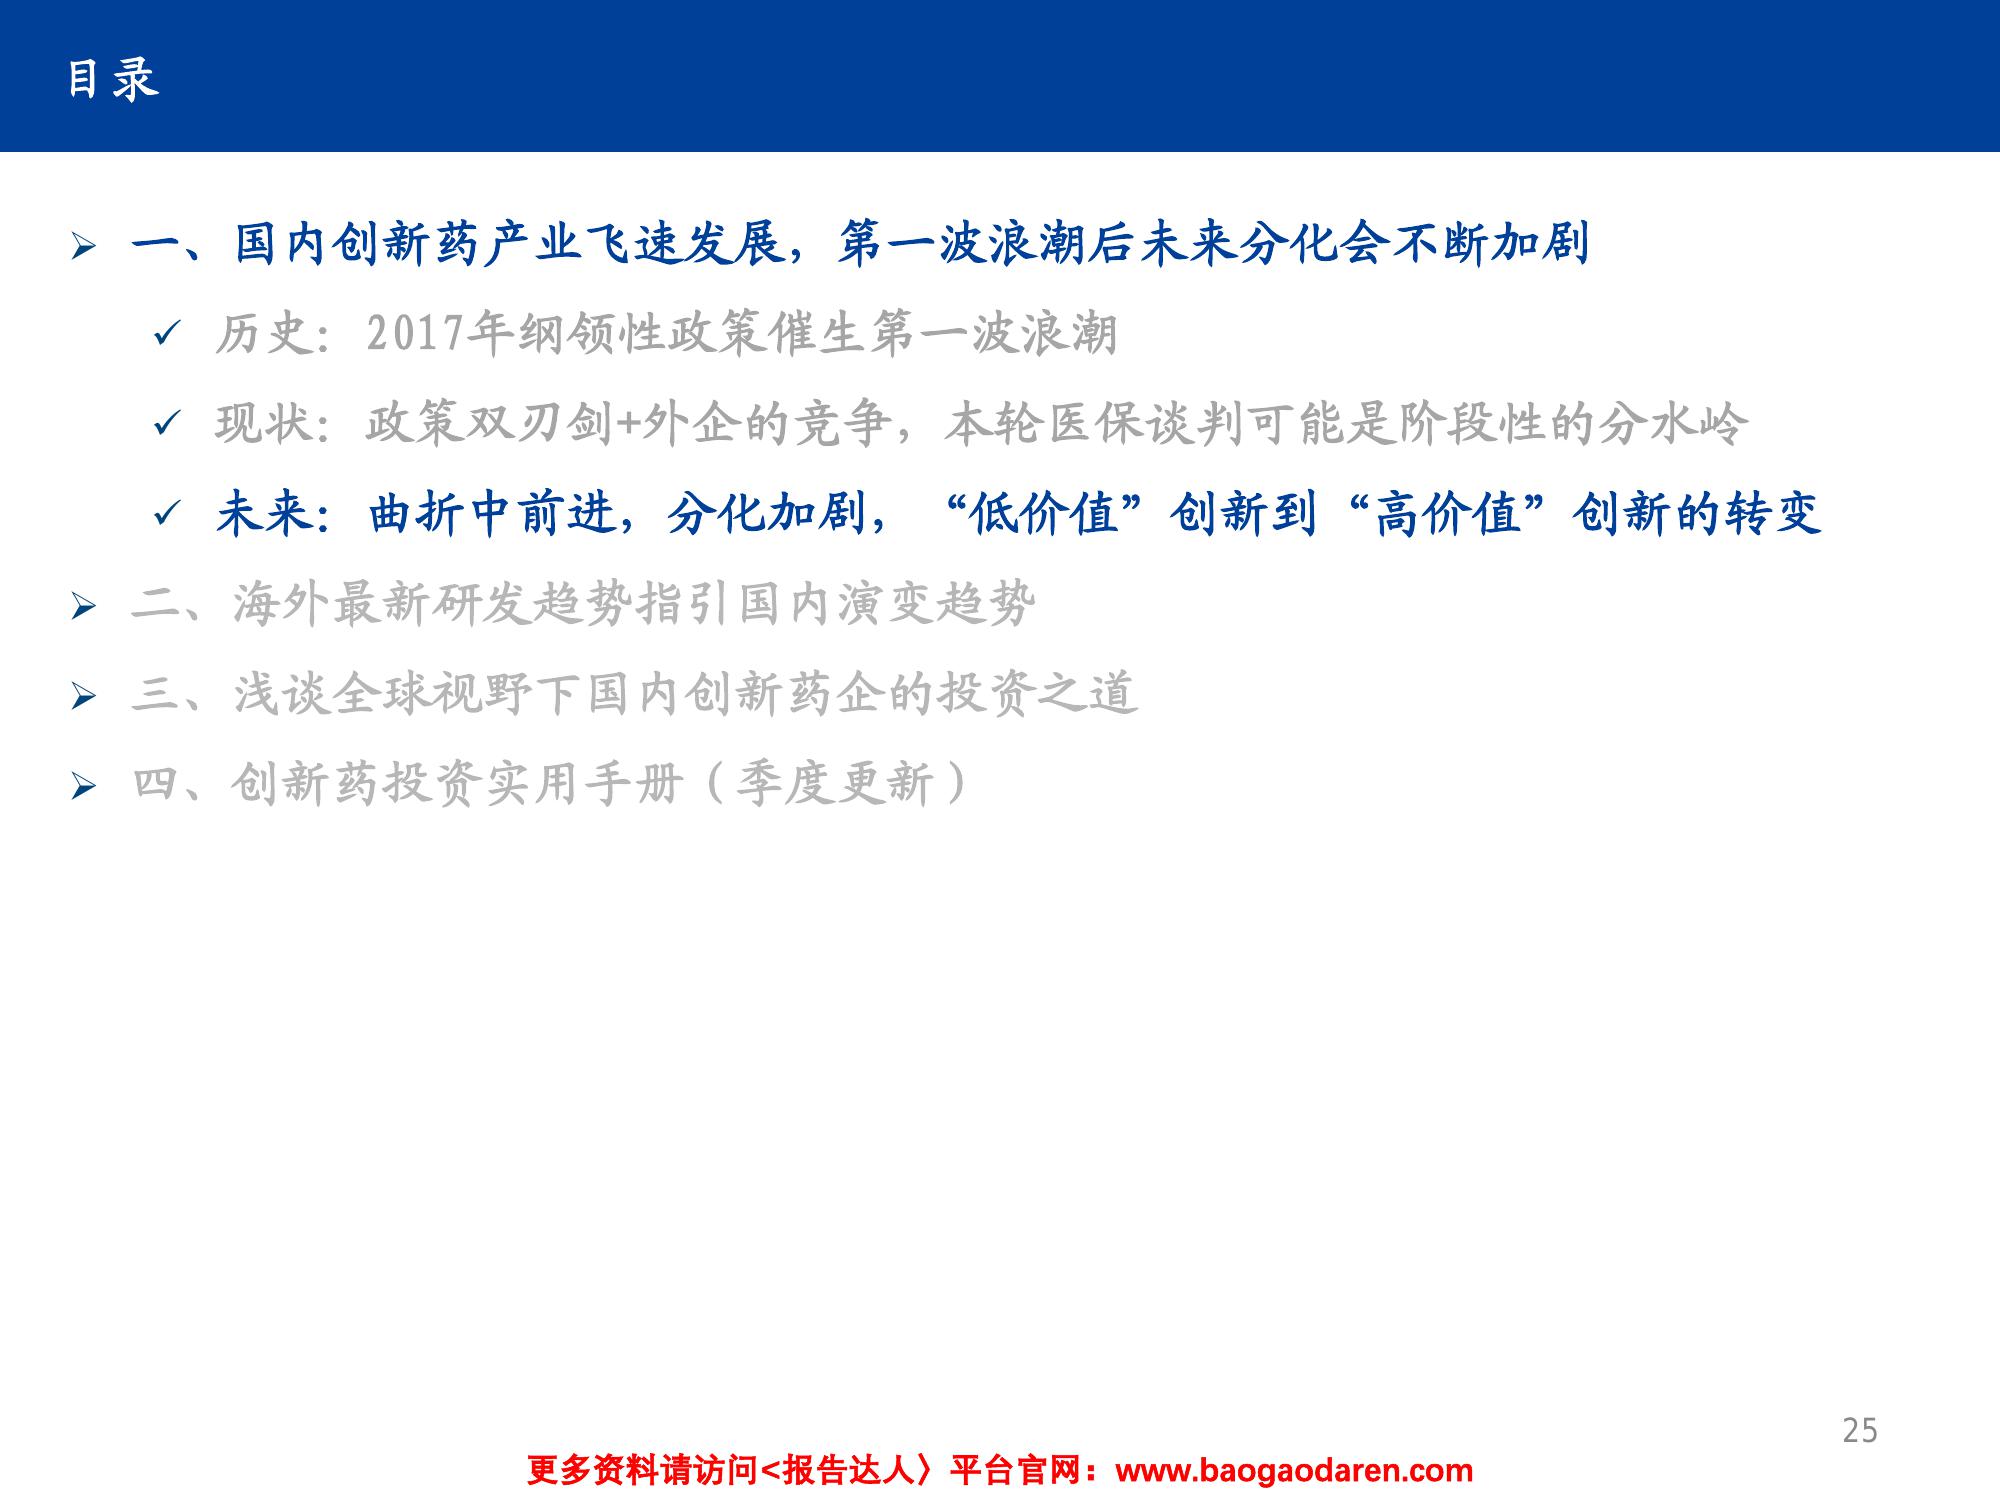 目录
一、国内创新药产业飞速发展，第一波浪潮后未来分化会不断加剧
历史：2017年纲领性政策催生第一波浪潮
现状：政策双刃剑+外企的竞争，本轮医保谈判可能是阶段性的分水岭
未来：曲折中前进，分化加剧，“低价值”创新到“高价值”创新的转变
二、海外最新研发趋势指引国内演变趋势
三、浅谈全球视野下国内创新药企的投资之道
四、创新药投资实用手册（季度更新）
25
更多资料请访问<报告达人〉平台官网：www.baogaodaren.com